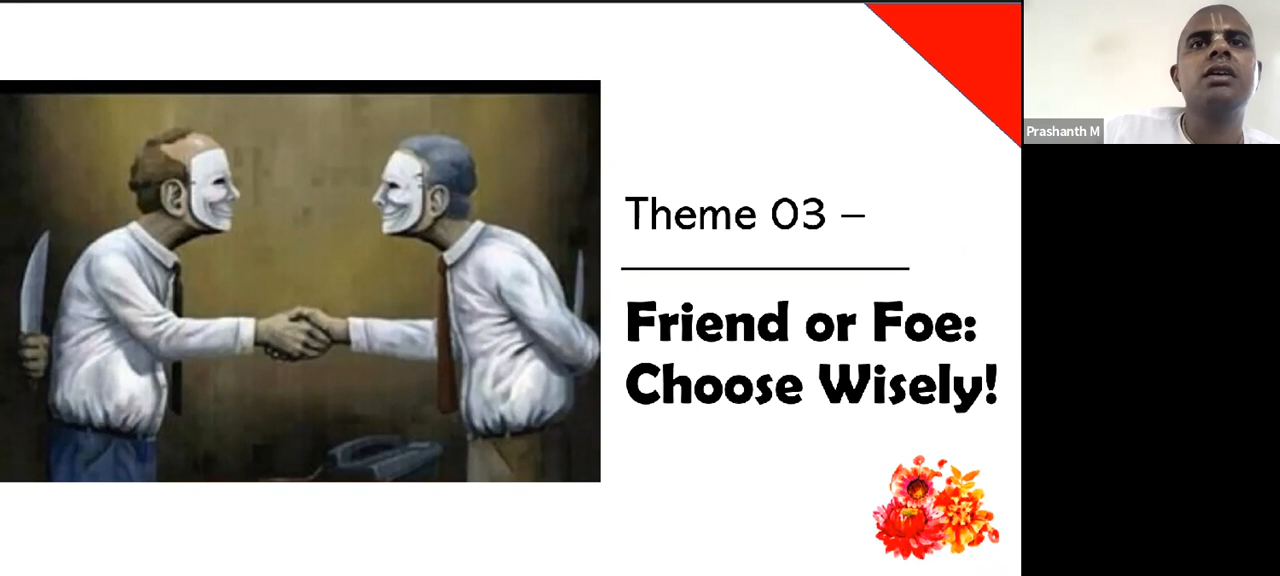 Theme 03 –
Friend or Foe:
Choose Wisely!
Prashanth M